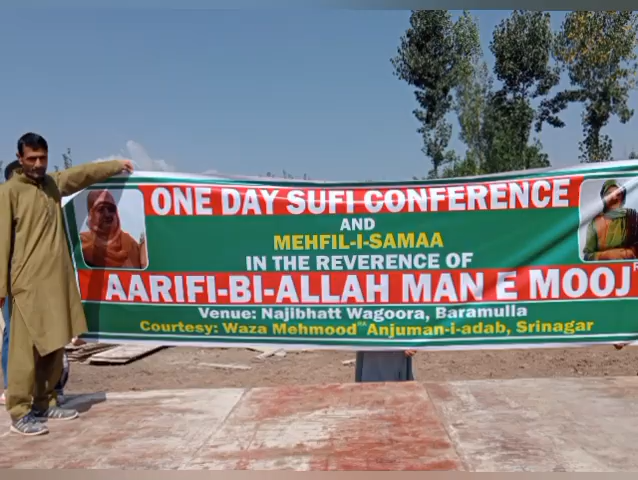 ONE DAY SUFI CONFERENCE
AND
MEHFIL-I-SAMAA
IN THE REVERENCE OF
AARIFI-BI-ALLAH MAN E MOOJ
Venue: Najibhatt Wagoora, Baramulla
Courtesy: Waza Mehmood Anjuman-i-adab, Srinagar